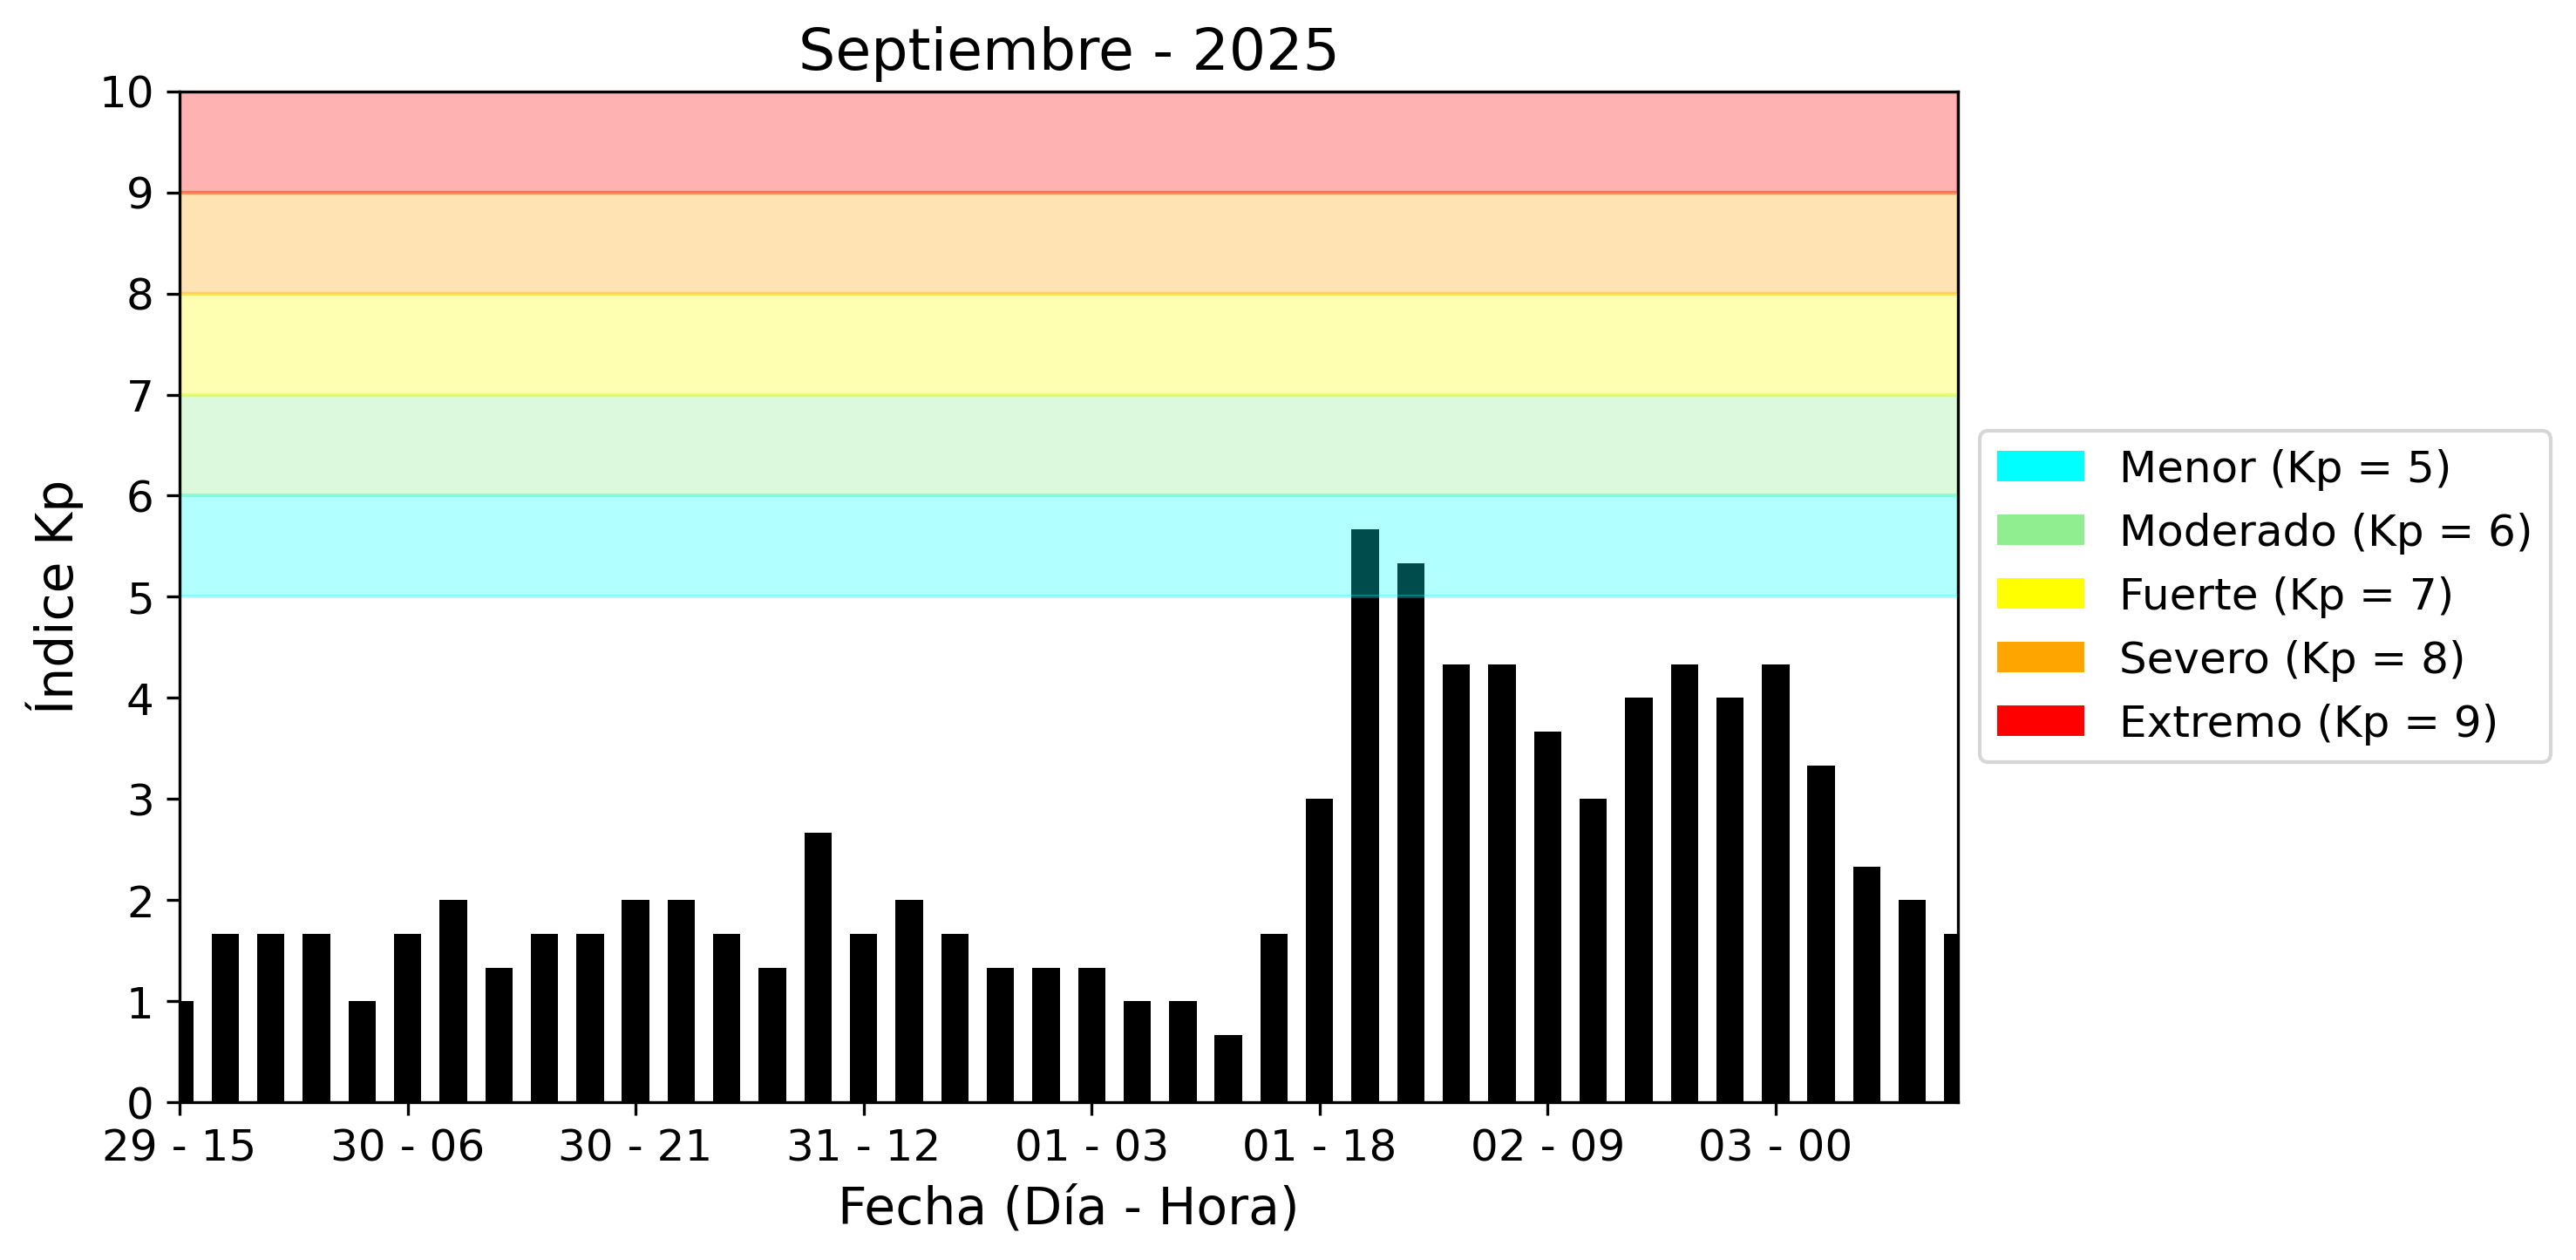 Septiembre - 2025
10
9
8
7
6
5
4
3
2
1
0
Índice Kp
29 - 15
30 - 06
30 - 21
31 - 12
01 - 03
01 - 18
02 - 09
03 - 00
Fecha (Día - Hora)
Menor (Kp = 5)
Moderado (Kp = 6)
Fuerte (Kp = 7)
Severo (Kp = 8)
Extremo (Kp = 9)